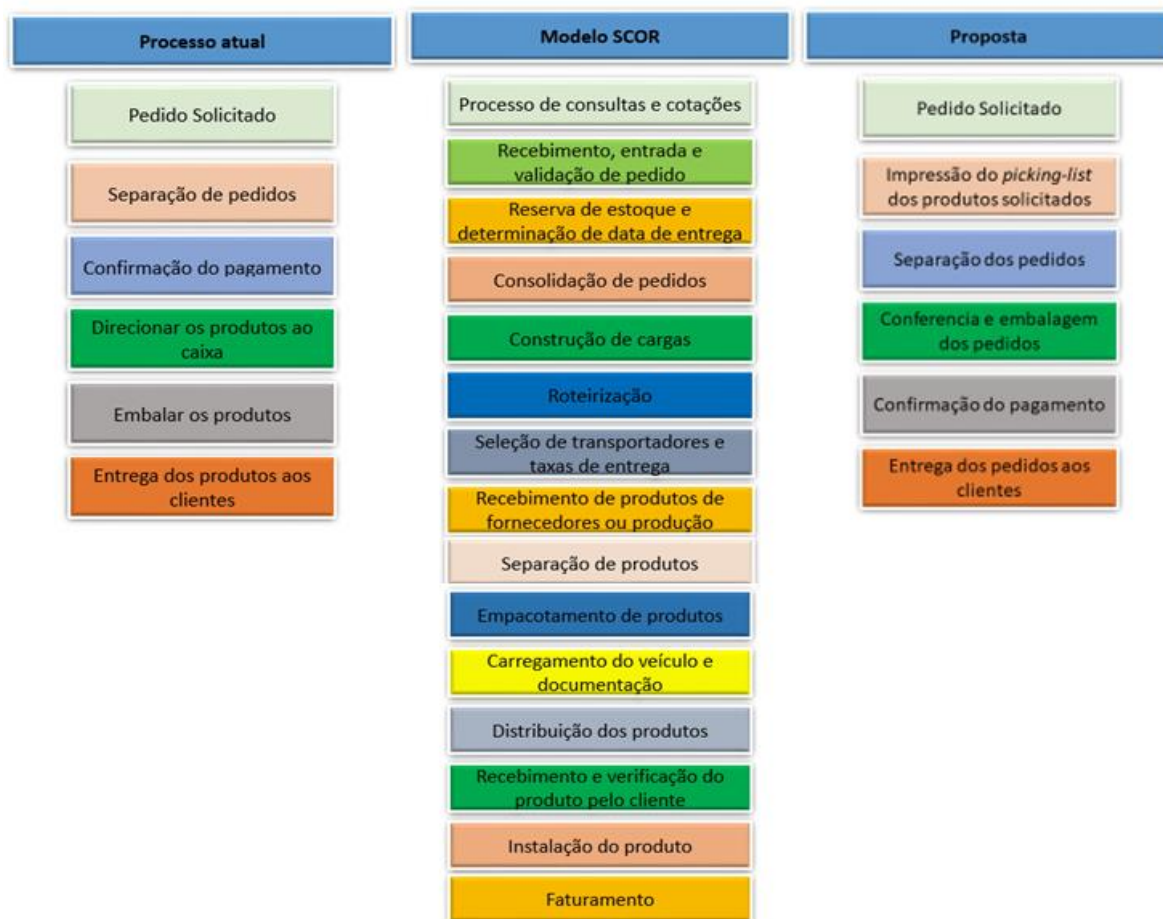 Processo atual
Pedido Solicitado
Separação de pedidos
Confirmação do pagamento
Direcionar os produtos ao
caixa
Embalar os produtos
Entrega dos produtos aos
clientes
Modelo SCOR
Processo de consultas e cotações
Recebimento, entrada e
validação de pedido
Reserva de estoque e
determinação de data de entrega
Consolidação de pedidos
Construção de cargas
Roteirização
Seleção de transportadores e
taxas de entrega
Recebimento de produtos de
fornecedores ou produção
Separação de produtos
Empacotamento de produtos
Carregamento do veículo e
documentação
Distribuição dos produtos
Recebimento e verificação do
produto pelo cliente
Instalação do produto
Faturamento
Proposta
Pedido Solicitado
Impressão do picking-list
dos produtos solicitados
Separação dos pedidos
Conferencia e embalagem
dos pedidos
Confirmação do pagamento
Entrega dos pedidos aos
clientes